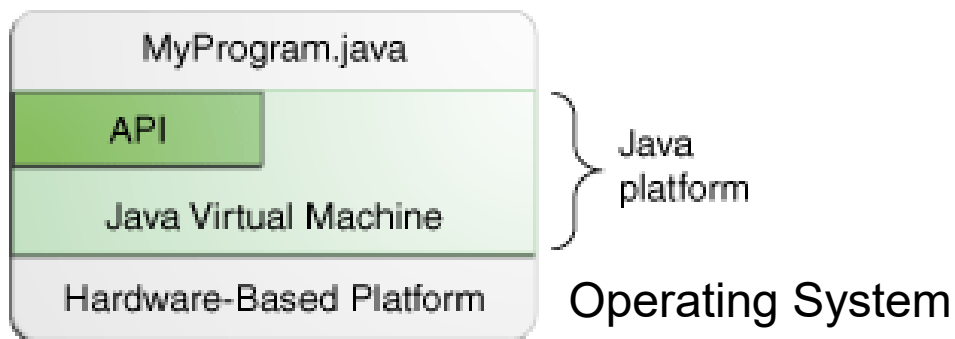 MyProgram.java
API
Java
platform
Java Virtual Machine
Hardware-Based Platform
Operating System